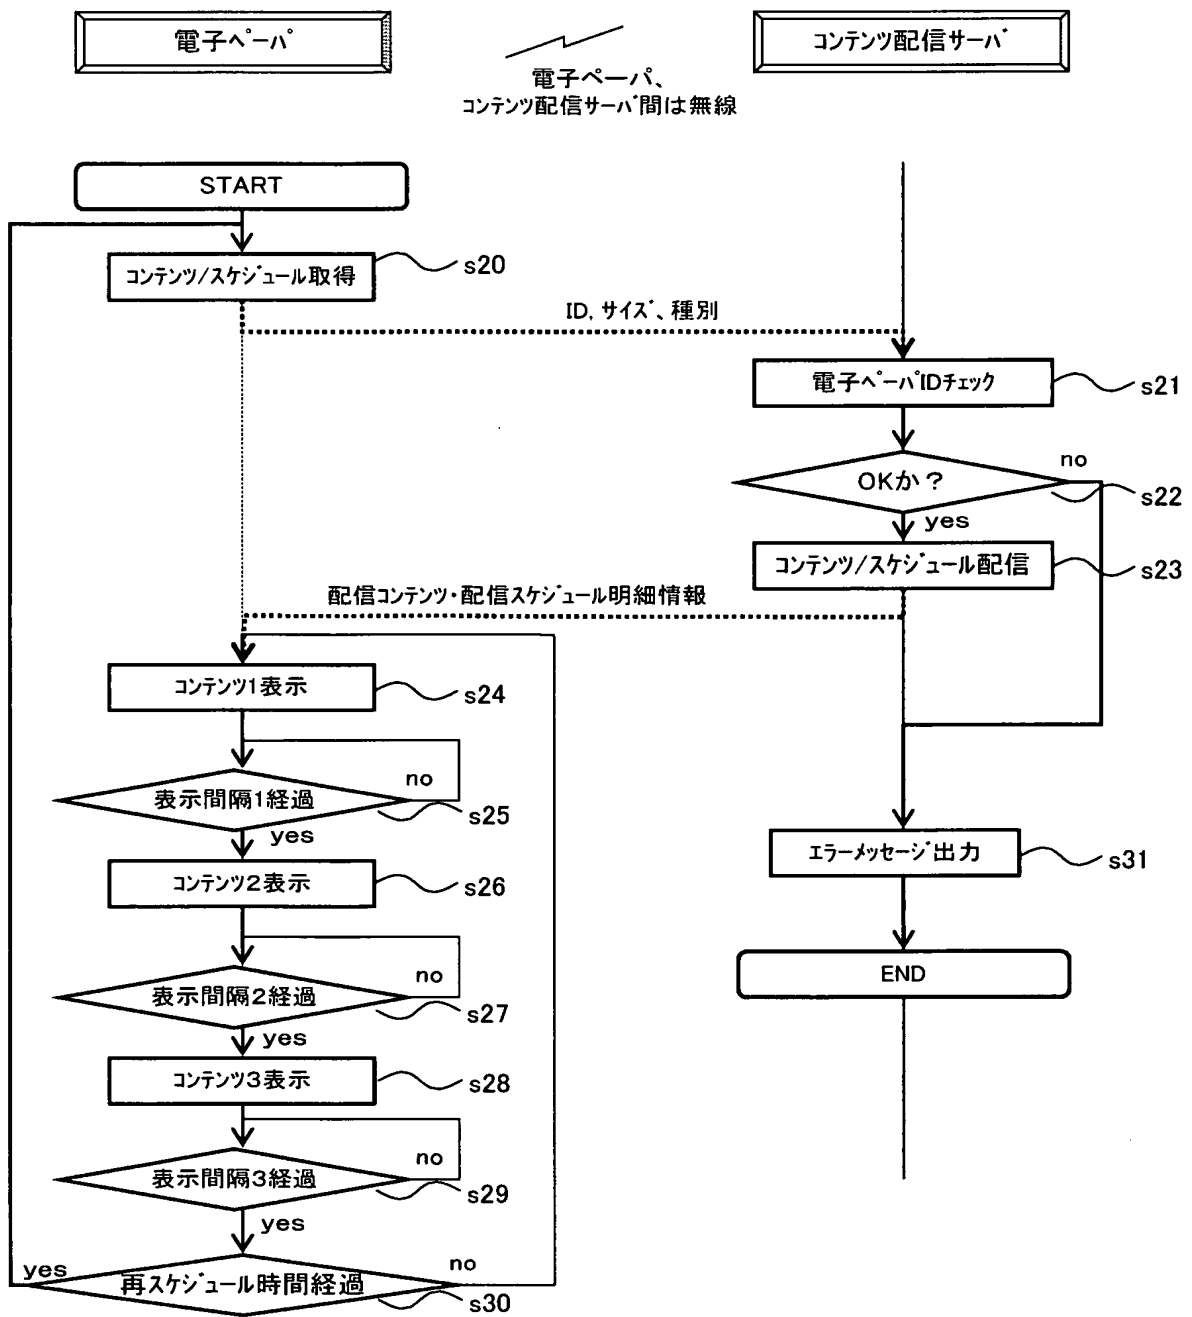 電子ペーパ
コンテンツ配信サーバ
電子ペーパ、
コンテンツ配信サーバ間は無線
START
コンテンツ/スケジュール取得
s20
ID, サイズ、種別
電子ペーパIDチェック
s21
OKか?
no
s22
yes
コンテンツ/スケジュール配信
s23
配信コンテンツ・配信スケジュール明細情報
コンテンツ1表示
s24
表示間隔1経過
no
s25
yes
コンテンツ2表示
s26
エラーメッセージ出力
s31
表示間隔2経過
no
s27
yes
END
コンテンツ3表示
s28
表示間隔3経過
no
s29
yes
再スケジュール時間経過
yes
no
s30